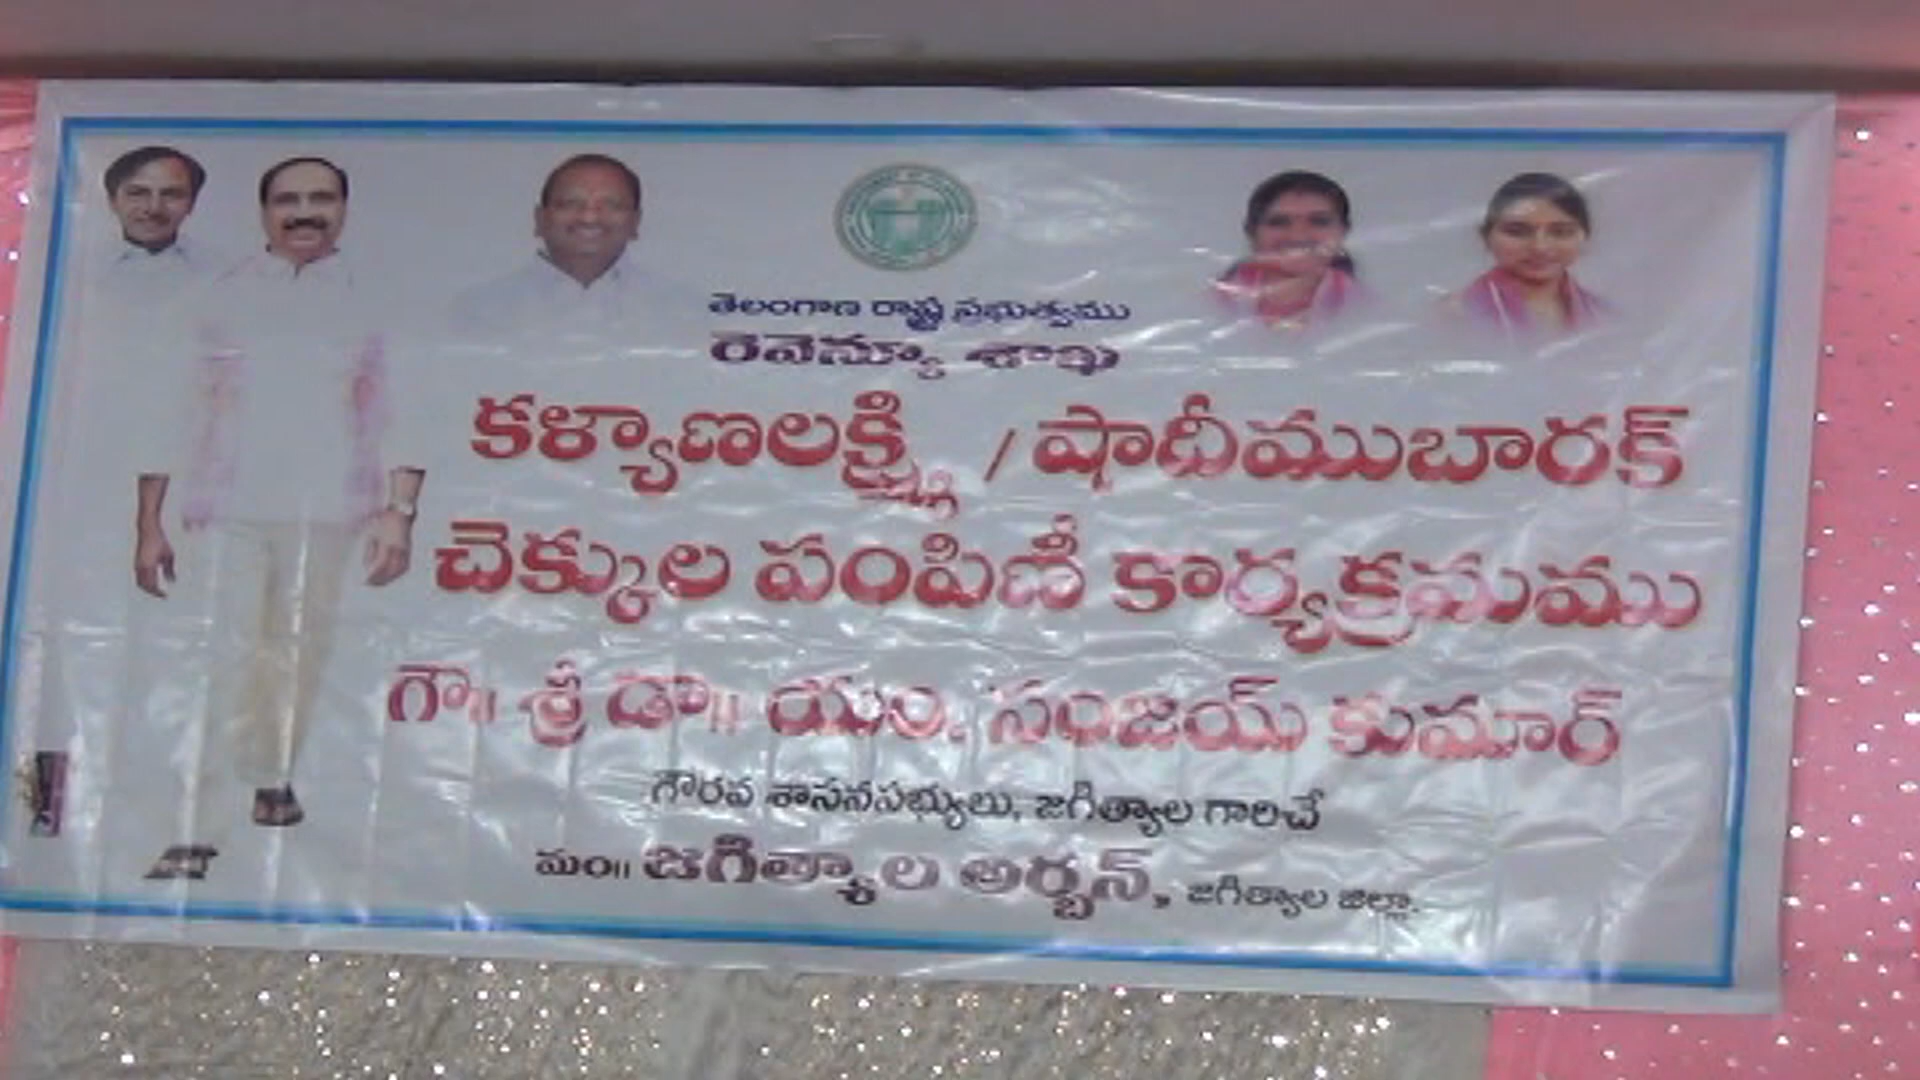 తెలంగాణ రాష్ట్ర ప్రభుత్వము
రెవెన్యూ శాఖ
కళ్యాణలక్ష్మి / షాదీముబారక్
చెక్కుల పంపిణీ కార్యక్రమము
గౌ॥ శ్రీ డా॥ యం. సంజయ్ కుమార్
గౌరవ శాసనసభ్యులు, జగిత్యాల గారిచే
మం॥ జగిత్యాల అర్బన్, జగిత్యాల జిల్లా.